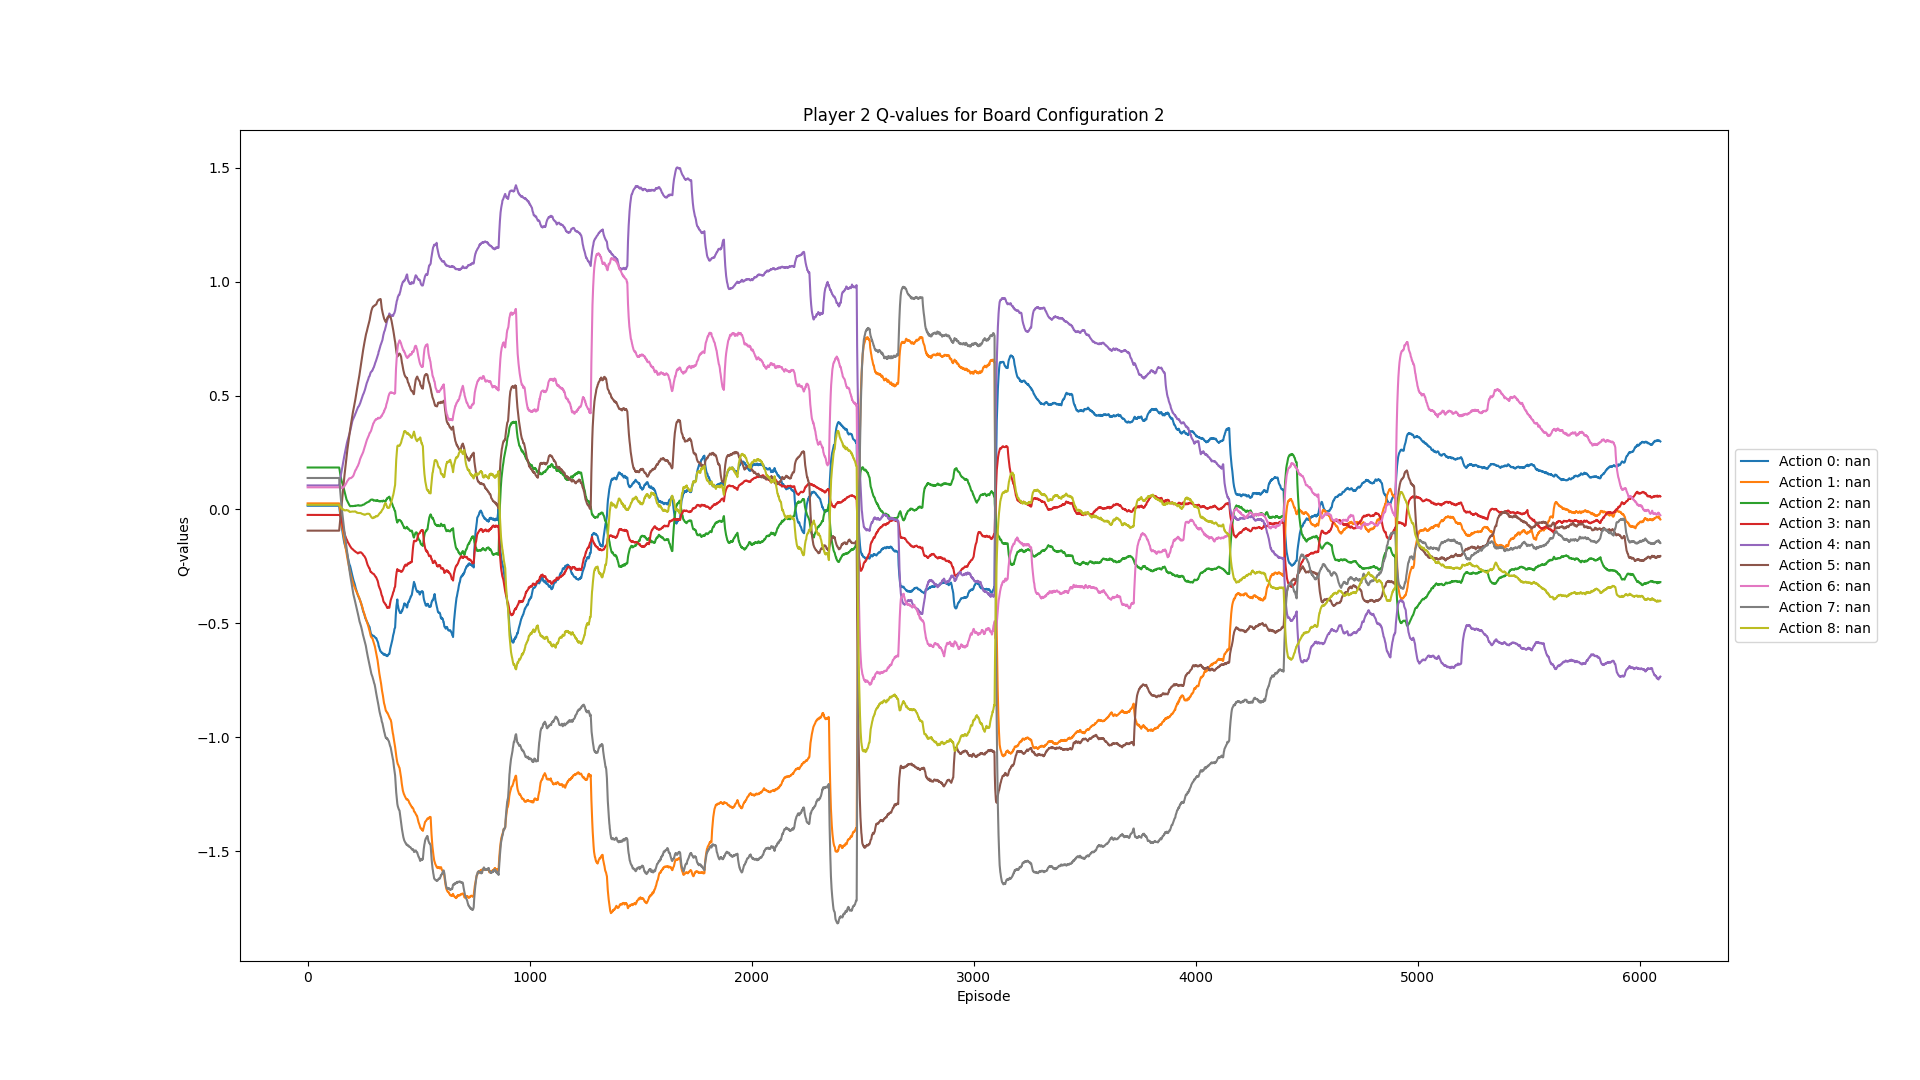 Player 2 Q-values for Board Configuration 2
1.5
1.0
0.5
0.0
−0.5
−1.0
−1.5
Q-values
0
1000
2000
3000
4000
5000
6000
Episode
Action 0: nan
Action 1: nan
Action 2: nan
Action 3: nan
Action 4: nan
Action 5: nan
Action 6: nan
Action 7: nan
Action 8: nan